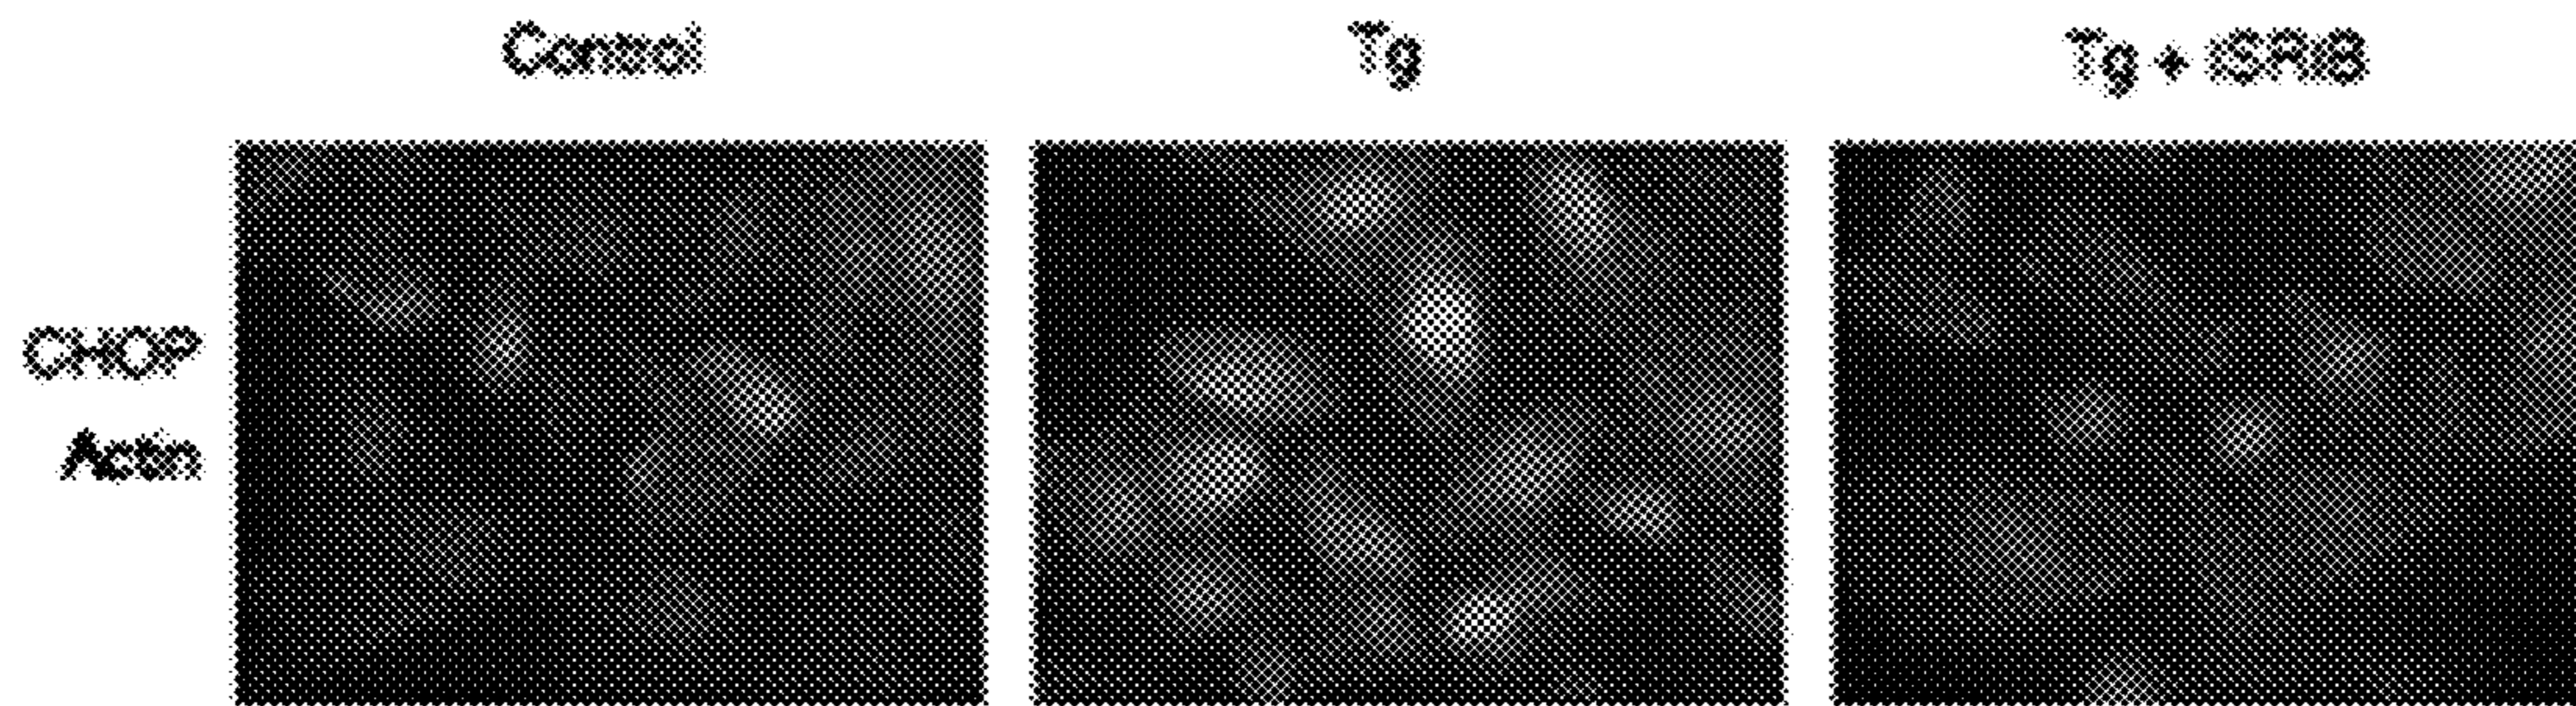 Control Tg Tg + ISRIB
CHOP
Actin